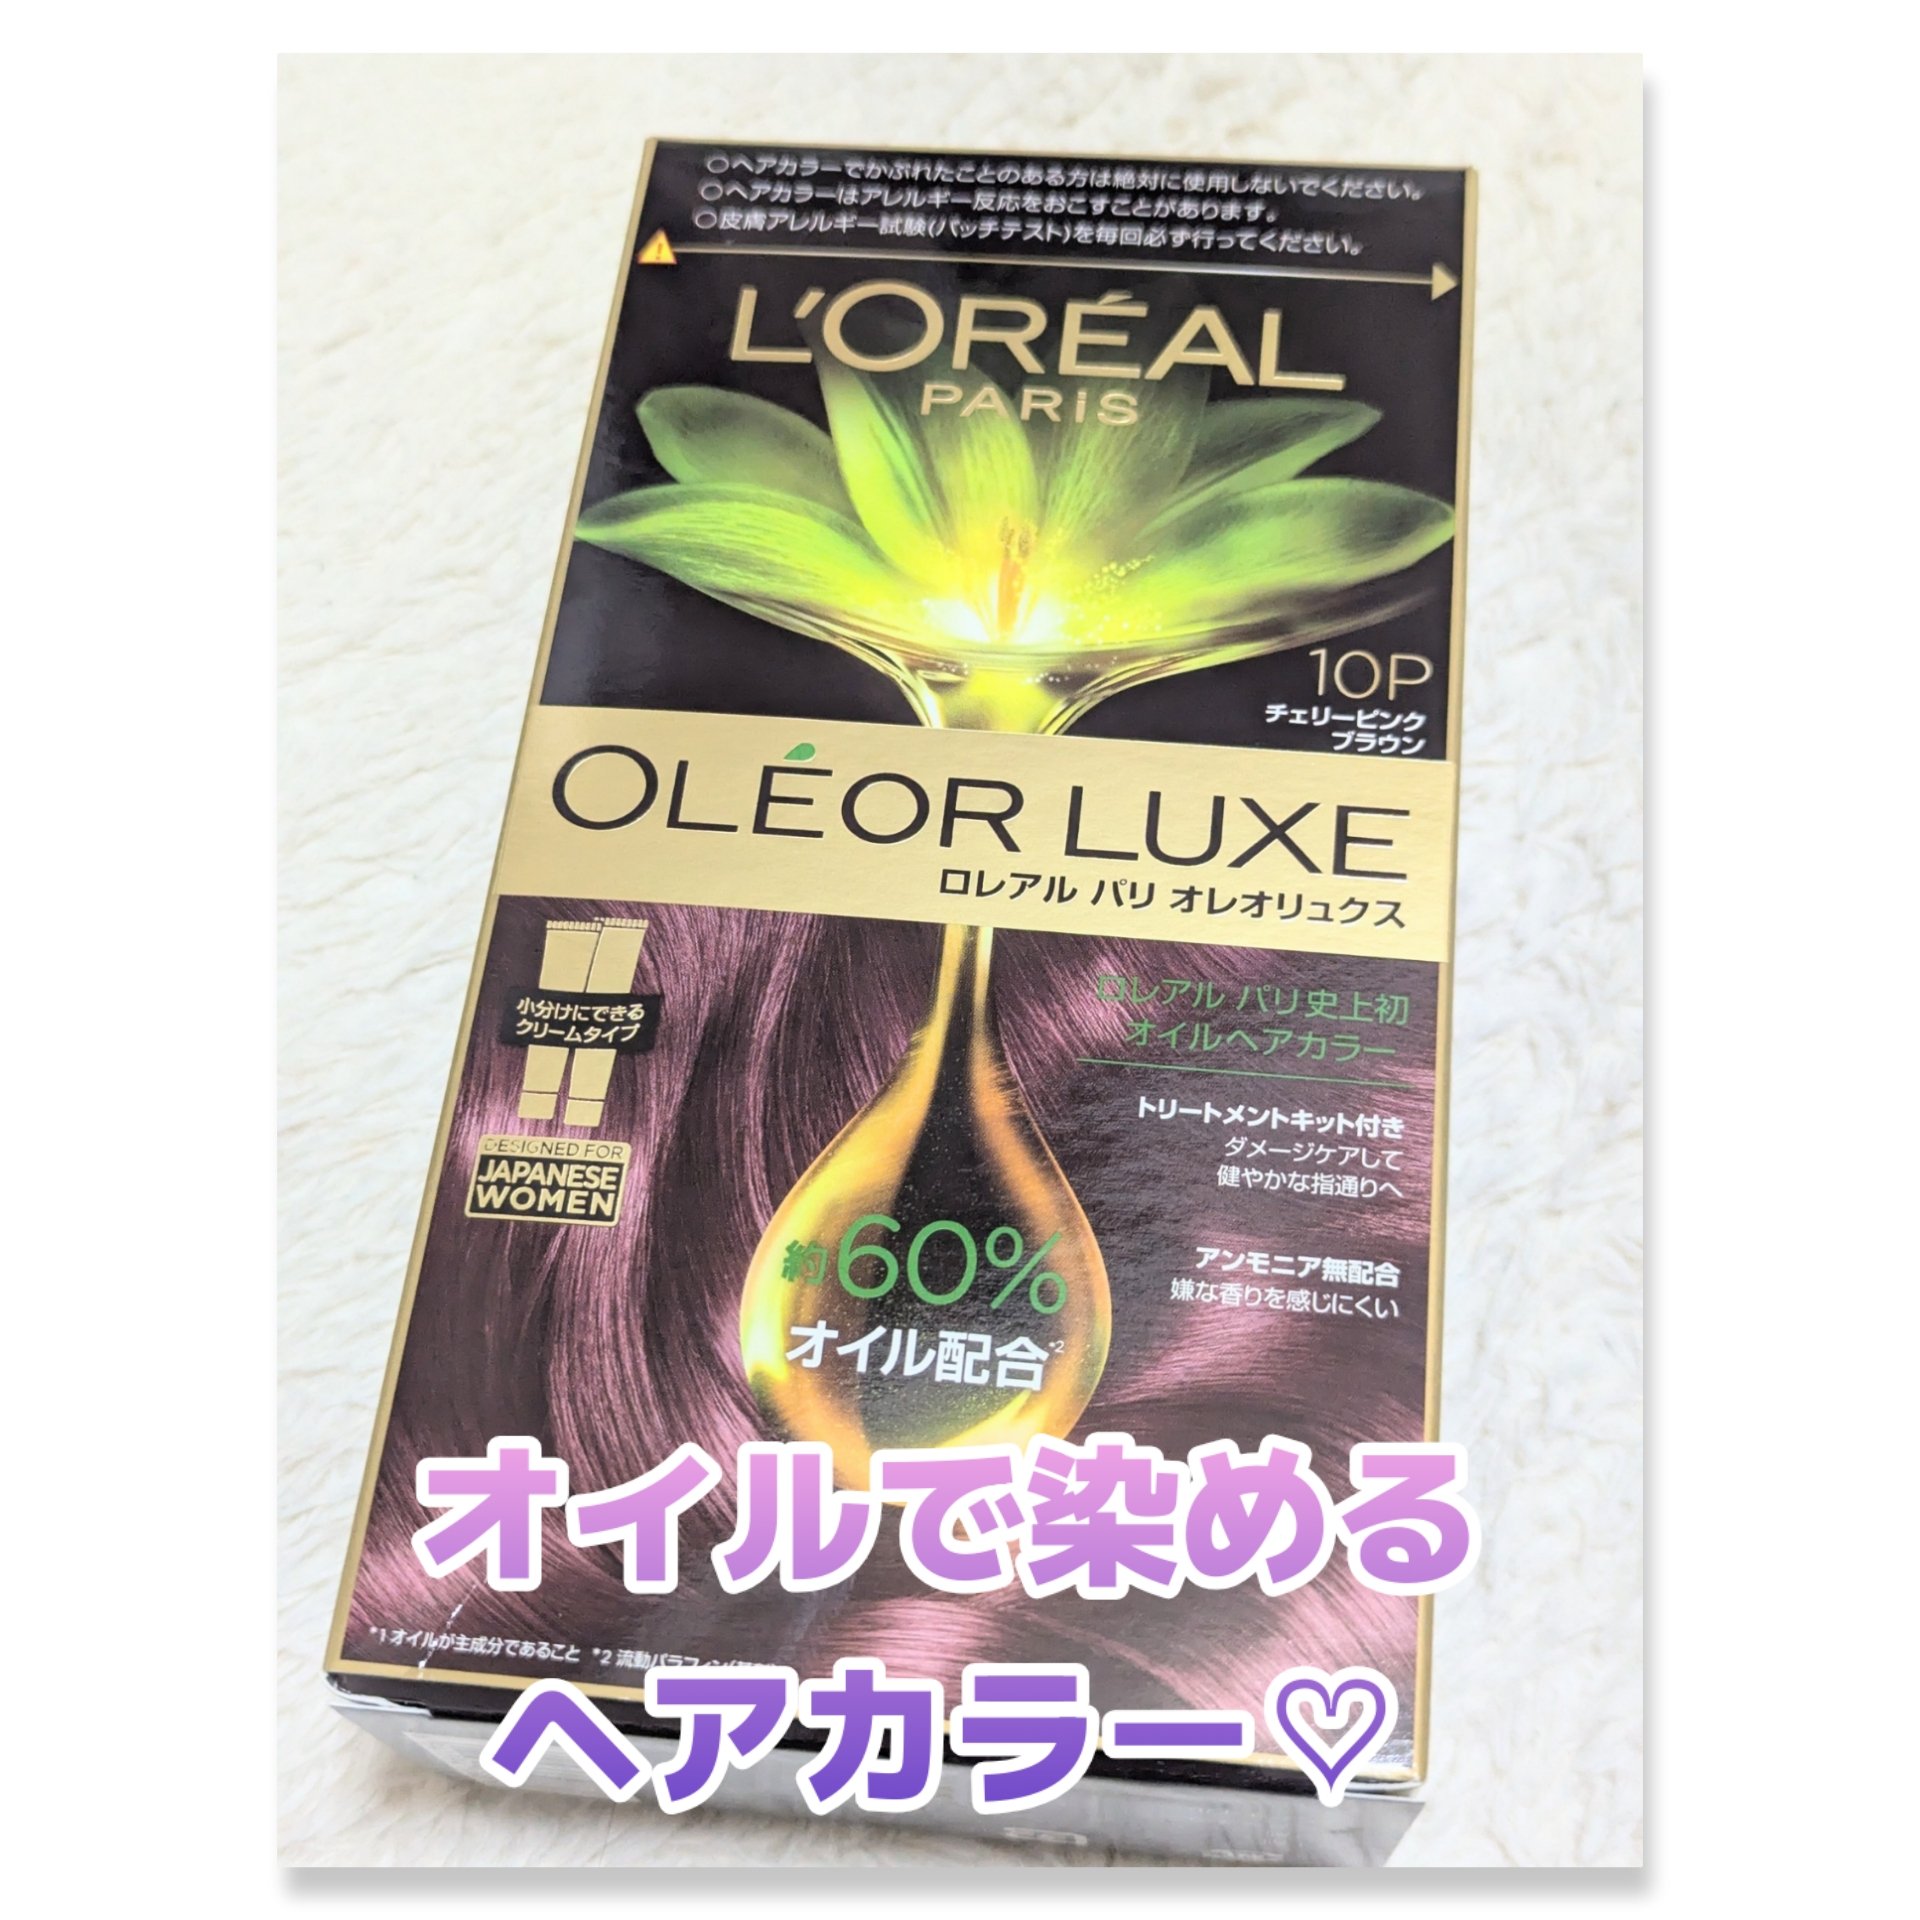 ○ヘアカラーでかぶれたことのある方は絶対に使用しないでください。
○ヘアカラーはアレルギー反応をおこすことがあります。
○皮膚アレルギー試験(パッチテスト)を毎回必ず行ってください。
L'ORÉAL
PARIS
10P
チェリーピンク
ブラウン
OLÉOR LUXE
ロレアル パリ オレオリュクス
小分けにできる
クリームタイプ
DESIGNED FOR
JAPANESE
WOMEN
ロレアル パリ史上初
オイルヘアカラー
トリートメントキット付き
ダメージケアして
健やかな指通りへ
アンモニア無配合
嫌な香りを感じにくい
約60%
オイル配合*2
オイルで染める
*1 オイルが主成分であること *2 流動パラフィン
ヘアカラー♡